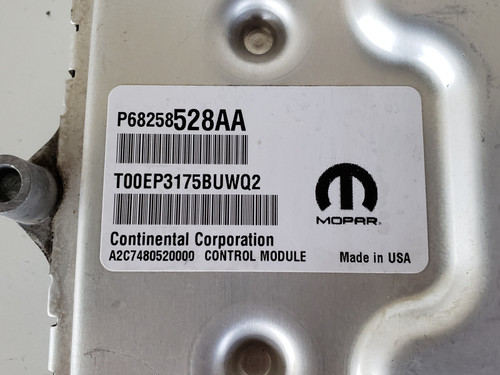 P68258528AA
T00EP3175BUWQ2
MOPAR.
Continental Corporation
A2C7480520000 CONTROL MODULE Made in USA